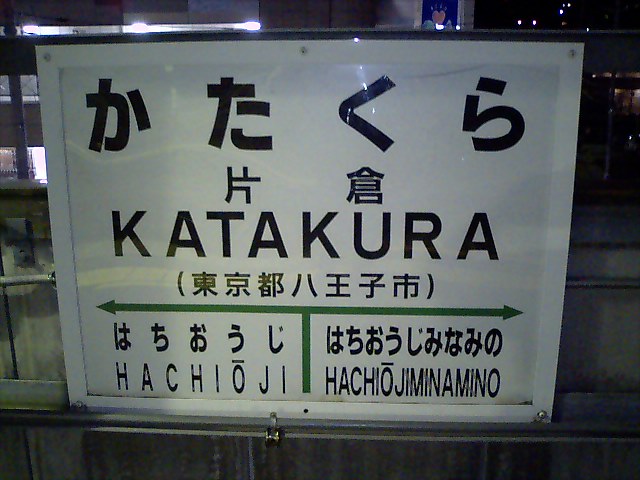 かたくら
片倉
KATAKURA
(東京都八王子市)
はちおうじ
HACHIŌJI
はちおうじみなみの
HACHIŌJIMINAMINO